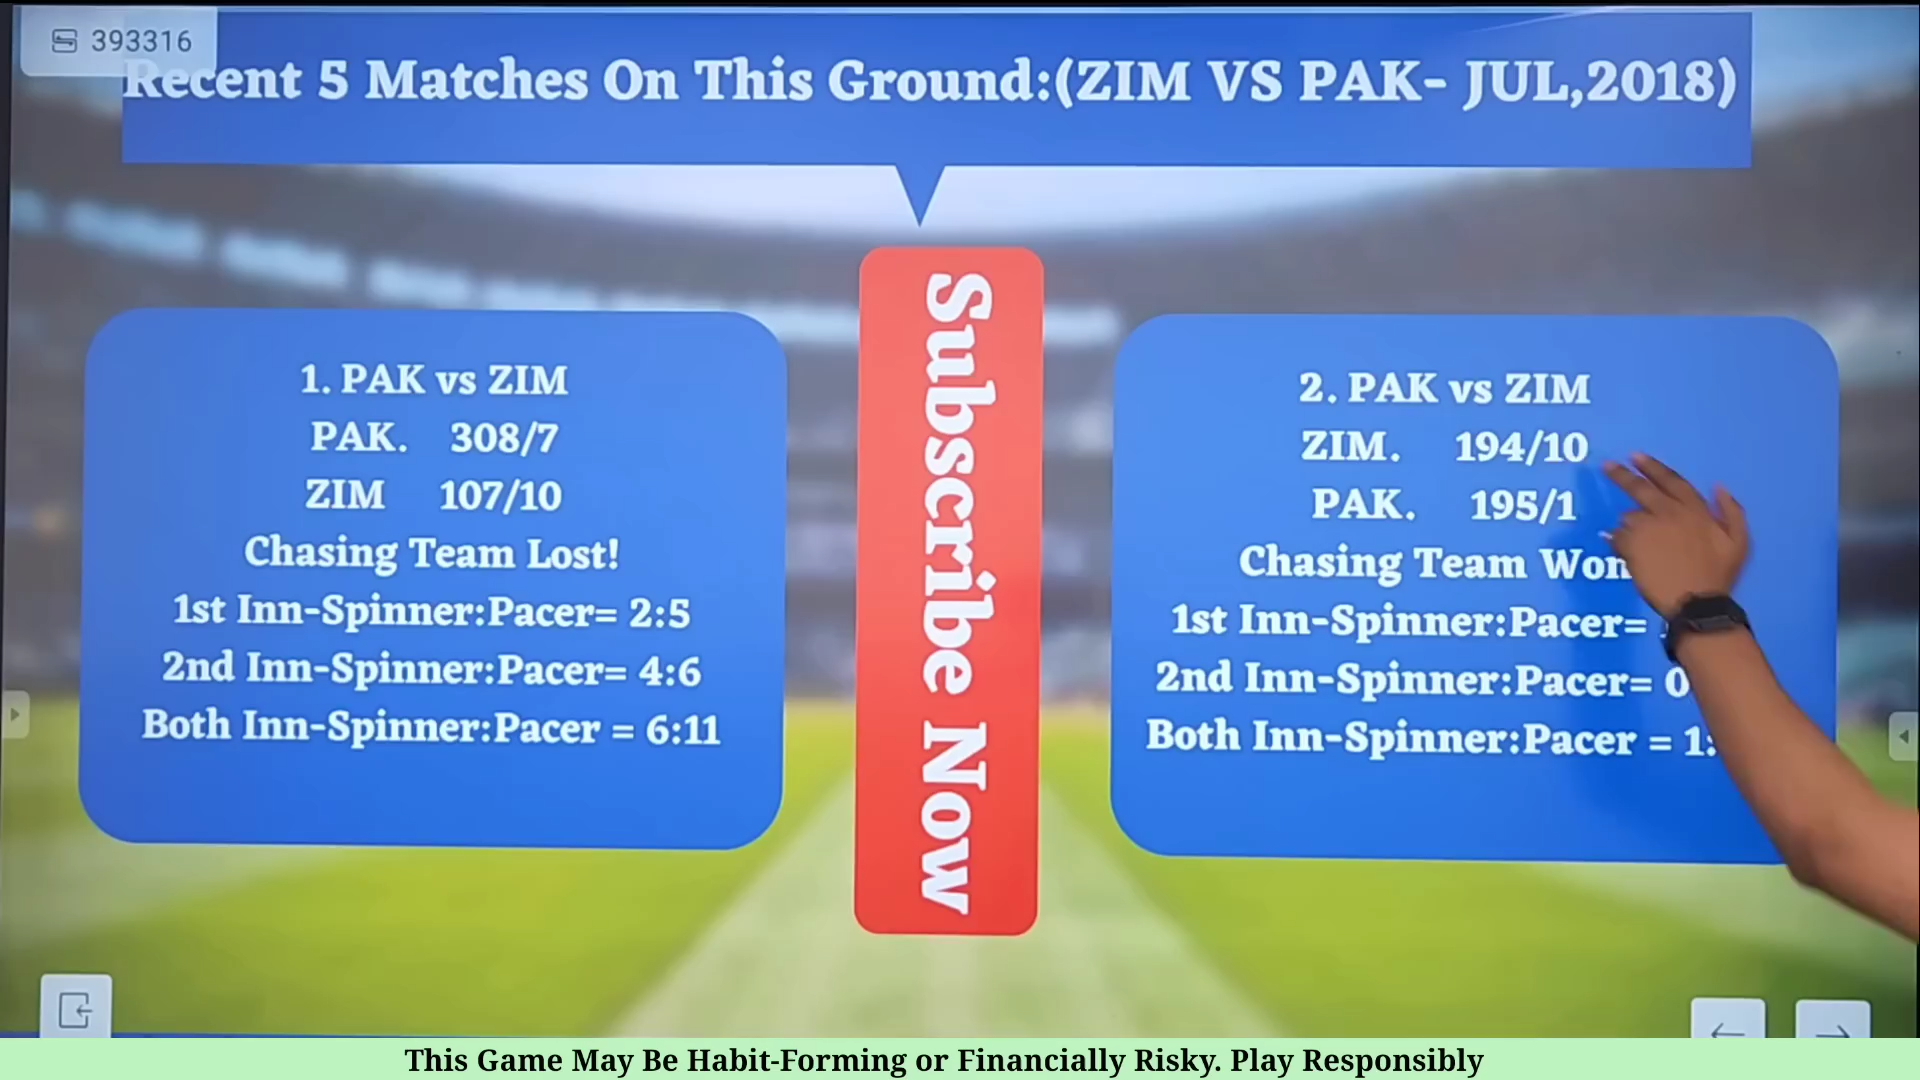 393316
Recent 5 Matches On This Ground:(ZIM VS PAK- JUL,2018)
1. PAK vs ZIM
PAK. 308/7
ZIM 107/10
Chasing Team Lost!
1st Inn-Spinner:Pacer= 2:5
2nd Inn-Spinner:Pacer= 4:6
Both Inn-Spinner:Pacer = 6:11
Subscribe Now
2. PAK vs ZIM
ZIM. 194/10
PAK. 195/1
Chasing Team Won
1st Inn-Spinner:Pacer=
2nd Inn-Spinner:Pacer= 0
Both Inn-Spinner:Pacer = 1:
This Game May Be Habit-Forming or Financially Risky. Play Responsibly